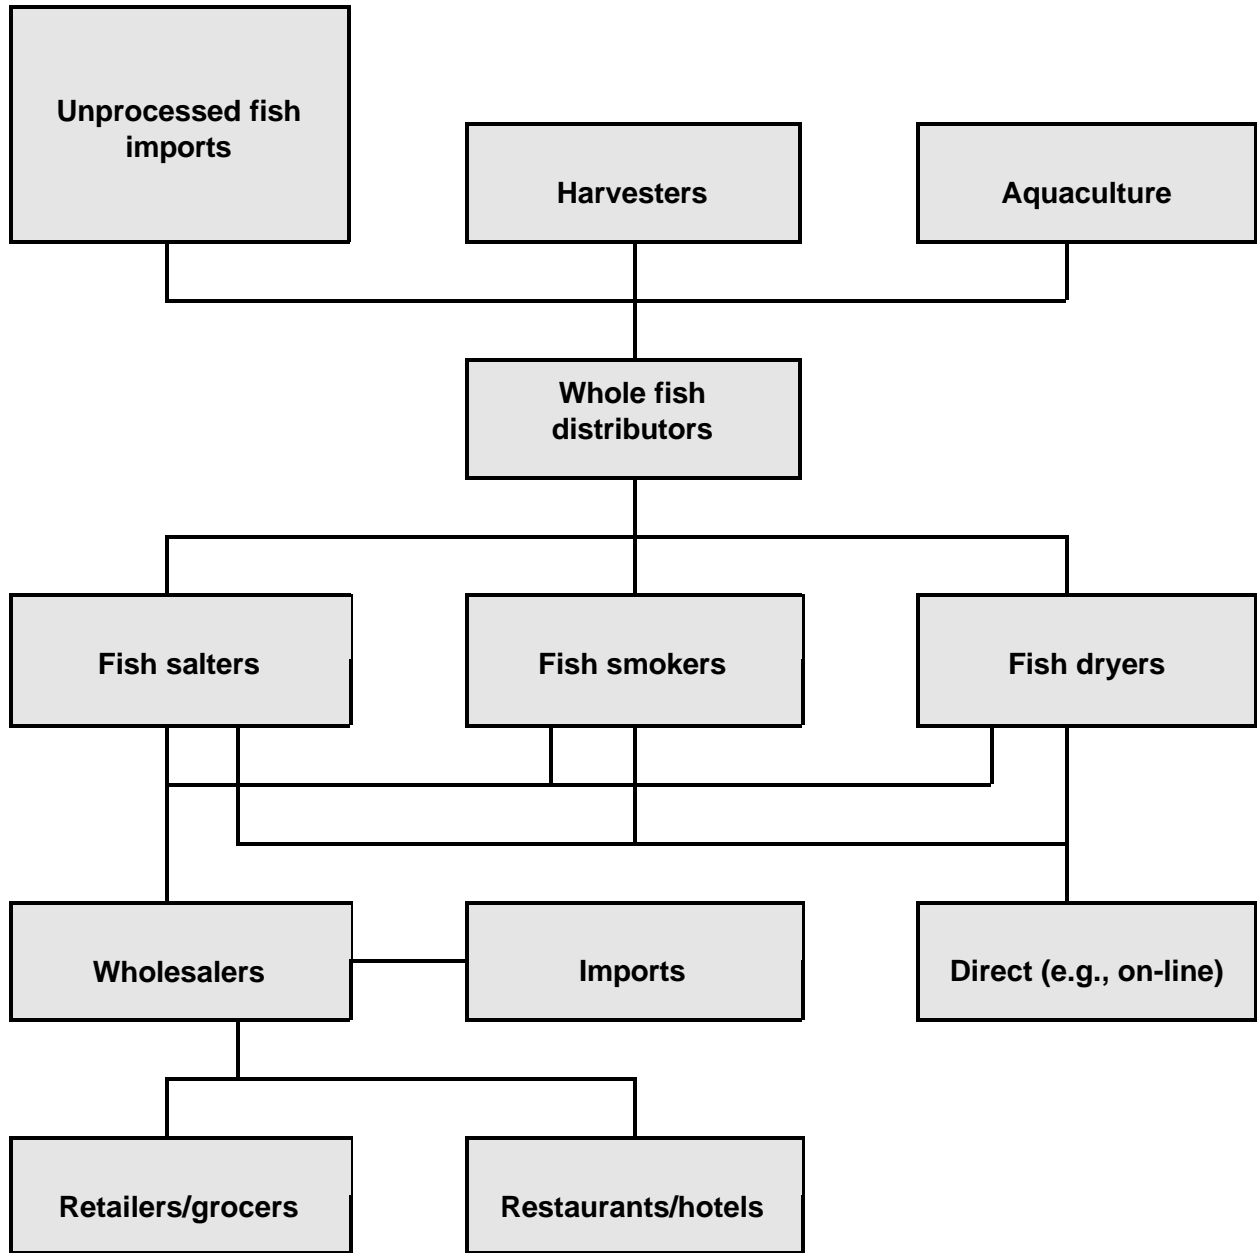 Unprocessed fish
imports
Harvesters
Aquaculture
Whole fish
distributors
Fish salters
Fish smokers
Fish dryers
Wholesalers
Imports
Direct (e.g., on-line)
Retailers/grocers
Restaurants/hotels